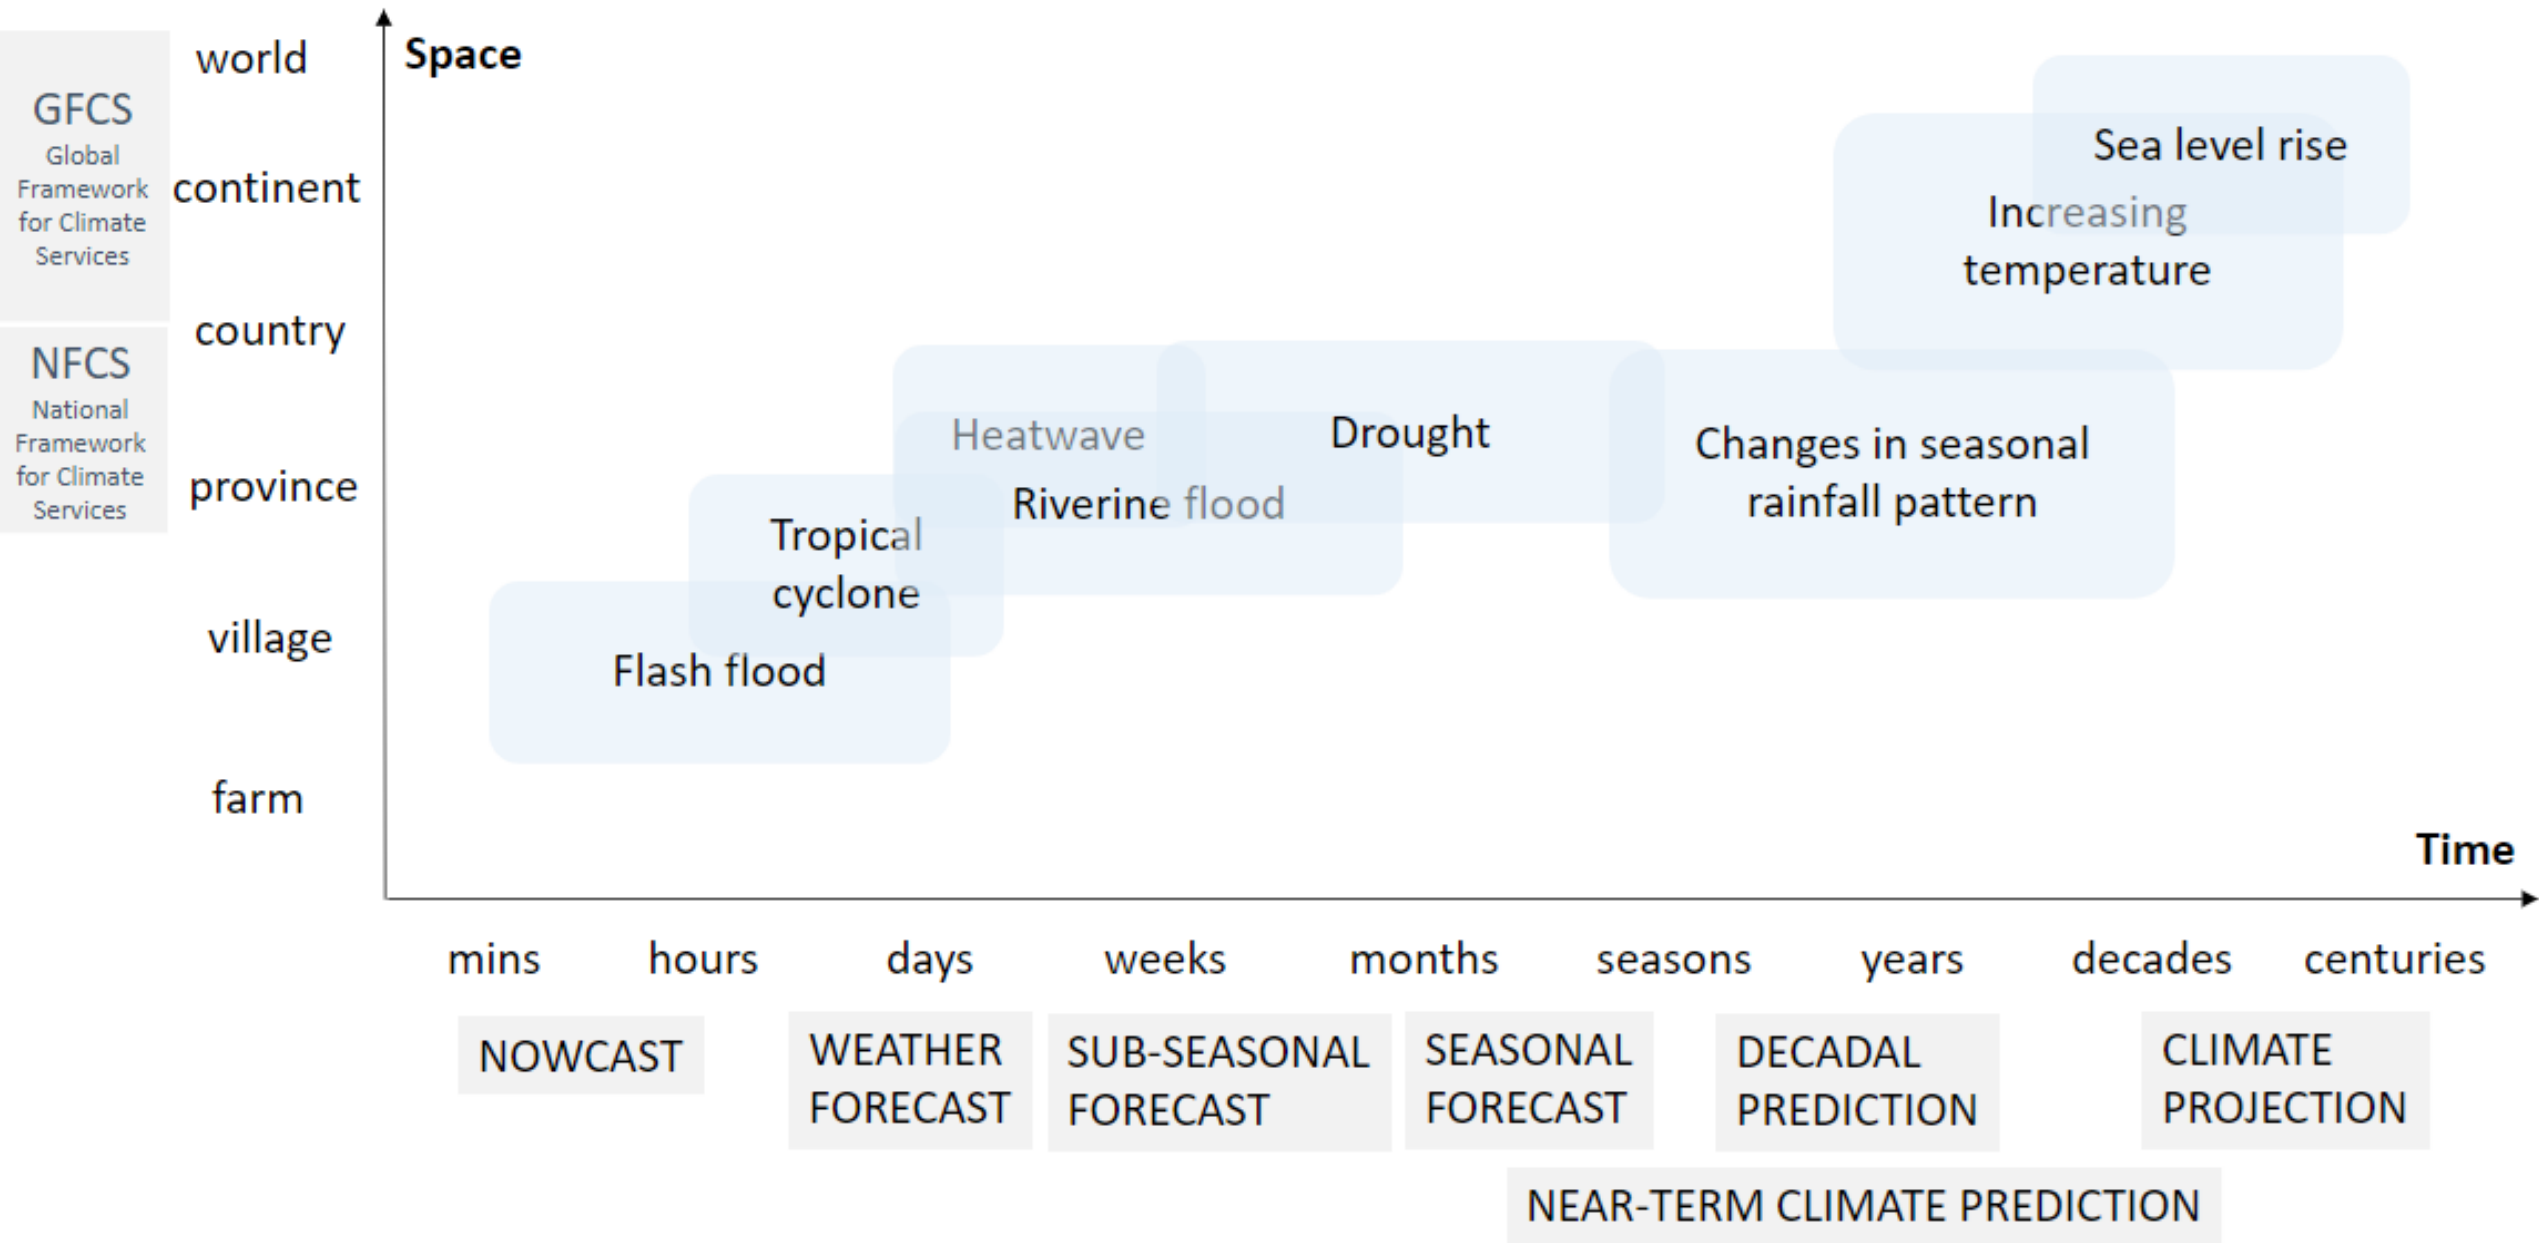 world
Space
GFCS
Global
Framework
for Climate
Services
continent
country
NFCS
National
Framework
for Climate
Services
province
village
farm
Sea level rise
Increasing
temperature
Heatwave
Drought
Changes in seasonal
rainfall pattern
Riverine flood
Tropical
cyclone
Flash flood
Time
mins
hours
days
weeks
months
seasons
years
decades
centuries
NOWCAST
WEATHER
FORECAST
SUB-SEASONAL
FORECAST
SEASONAL
FORECAST
DECADAL
PREDICTION
CLIMATE
PROJECTION
NEAR-TERM CLIMATE PREDICTION